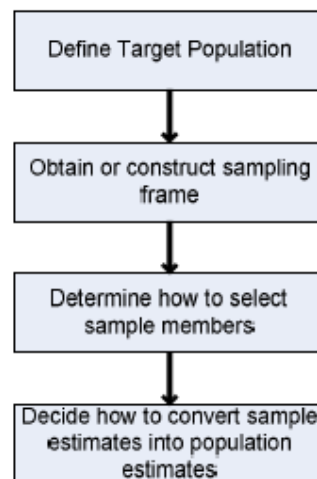 Define Target Population
Obtain or construct sampling
frame
Determine how to select
sample members
Decide how to convert sample
estimates into population
estimates